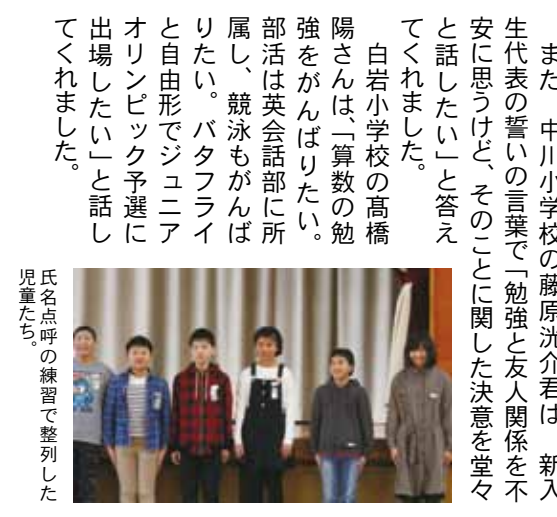 また、中川小学校の藤原洸介君は、新入
生代表の誓いの言葉で「勉強と友人関係を不
安に思うけど、そのことに関した決意を堂々
と話したい」と答え
てくれました。
白岩小学校の髙橋
陽さんは、「算数の勉
強をがんばりたい。
部活は英会話部に所
属し、競泳もがんば
りたい。バタフライ
と自由形でジュニア
オリンピック予選に
出場したい」と話し
てくれました。
氏名点呼の練習で整列した
児童たち。